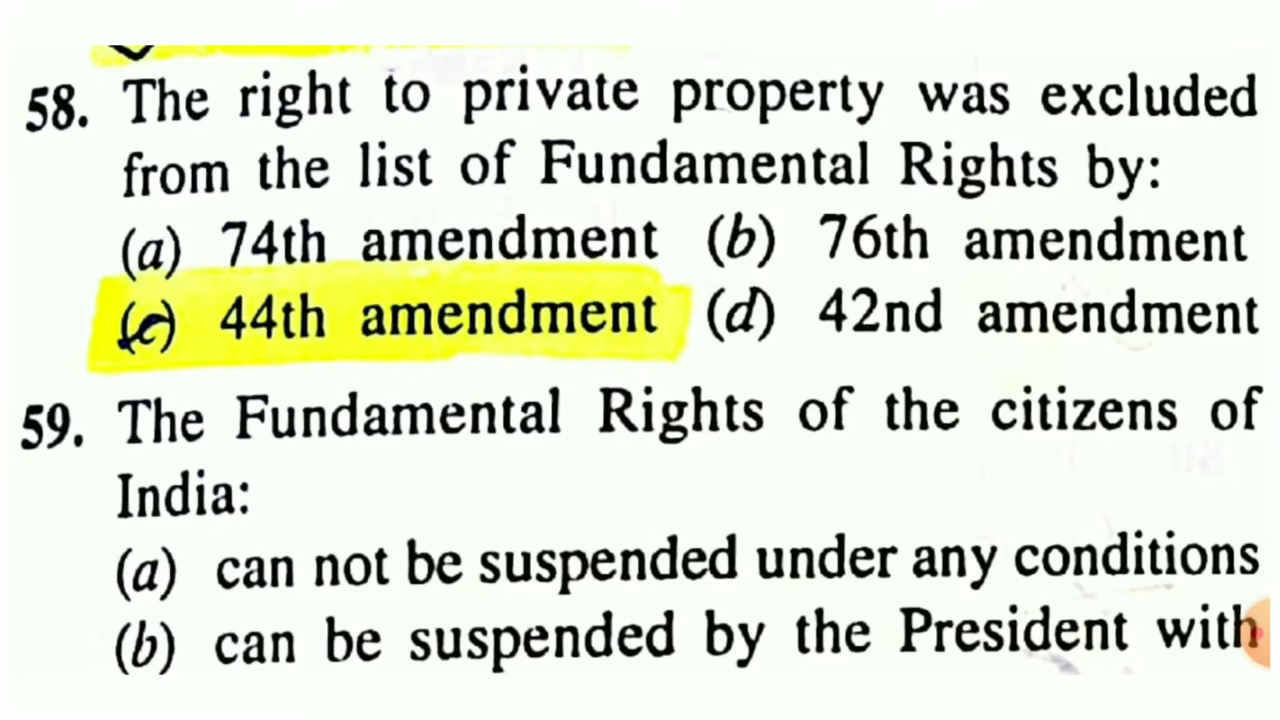 58. The right to private property was excluded
from the list of Fundamental Rights by:
(a) 74th amendment (b) 76th amendment
(c) 44th amendment (d) 42nd amendment
59. The Fundamental Rights of the citizens of
India:
(a) can not be suspended under any conditions
(b) can be suspended by the President with